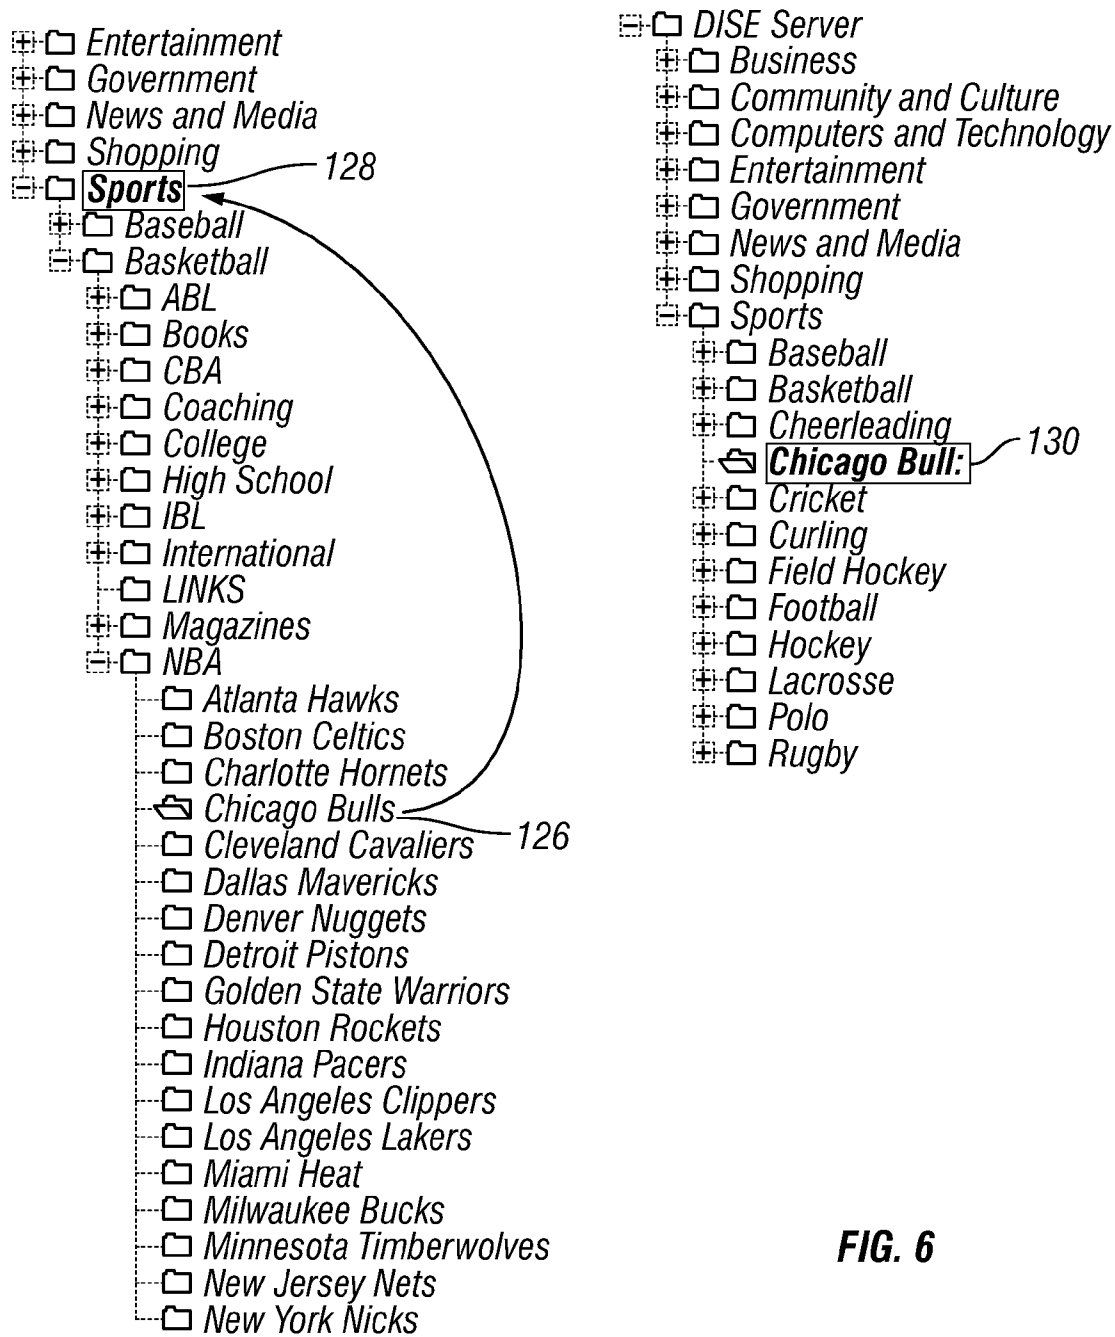 Entertainment
Government
News and Media
Shopping
128
Sports
Baseball
Basketball
ABL
Books
CBA
Coaching
College
High School
IBL
International
LINKS
Magazines
NBA
Atlanta Hawks
Boston Celtics
Charlotte Hornets
Chicago Bulls
126
Cleveland Cavaliers
Dallas Mavericks
Denver Nuggets
Detroit Pistons
Golden State Warriors
Houston Rockets
Indiana Pacers
Los Angeles Clippers
Los Angeles Lakers
Miami Heat
Milwaukee Bucks
Minnesota Timberwolves
New Jersey Nets
New York Nicks
DISE Server
Business
Community and Culture
Computers and Technology
Entertainment
Government
News and Media
Shopping
Sports
Baseball
Basketball
Cheerleading
130
Chicago Bull:
Cricket
Curling
Field Hockey
Football
Hockey
Lacrosse
Polo
Rugby
FIG. 6